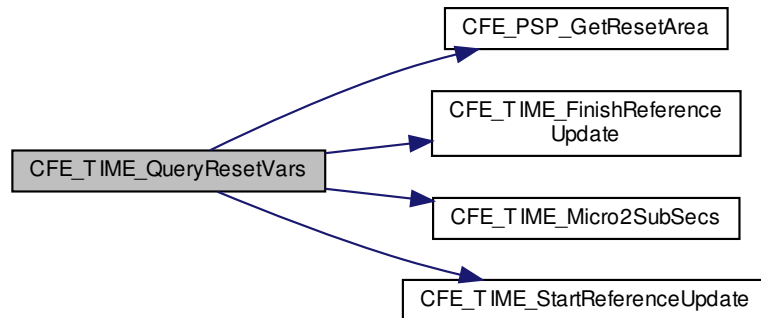 CFE_PSP_GetResetArea
CFE_TIME_FinishReference
Update
CFE_TIME_QueryResetVars
CFE_TIME_Micro2SubSecs
CFE_TIME_StartReferenceUpdate